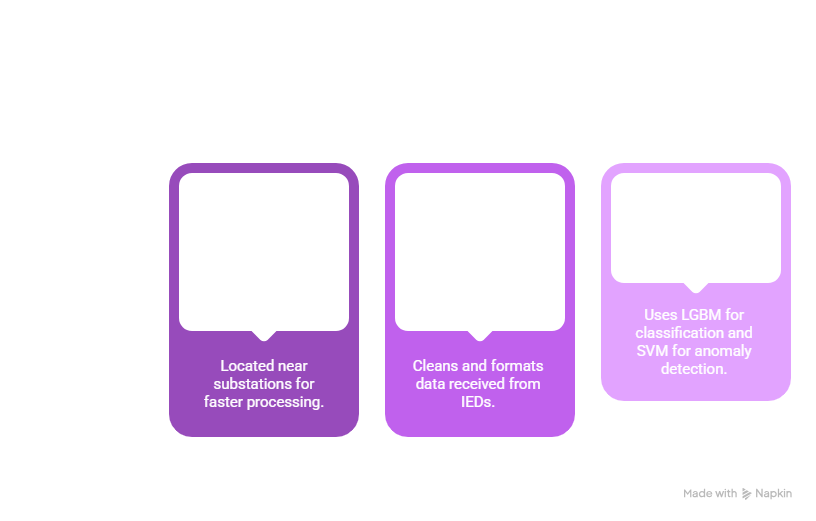 Located near
substations for
faster processing.
Cleans and formats
data received from
IEDs.
Uses LGBM for
classification and
SVM for anomaly
detection.
Made with Napkin